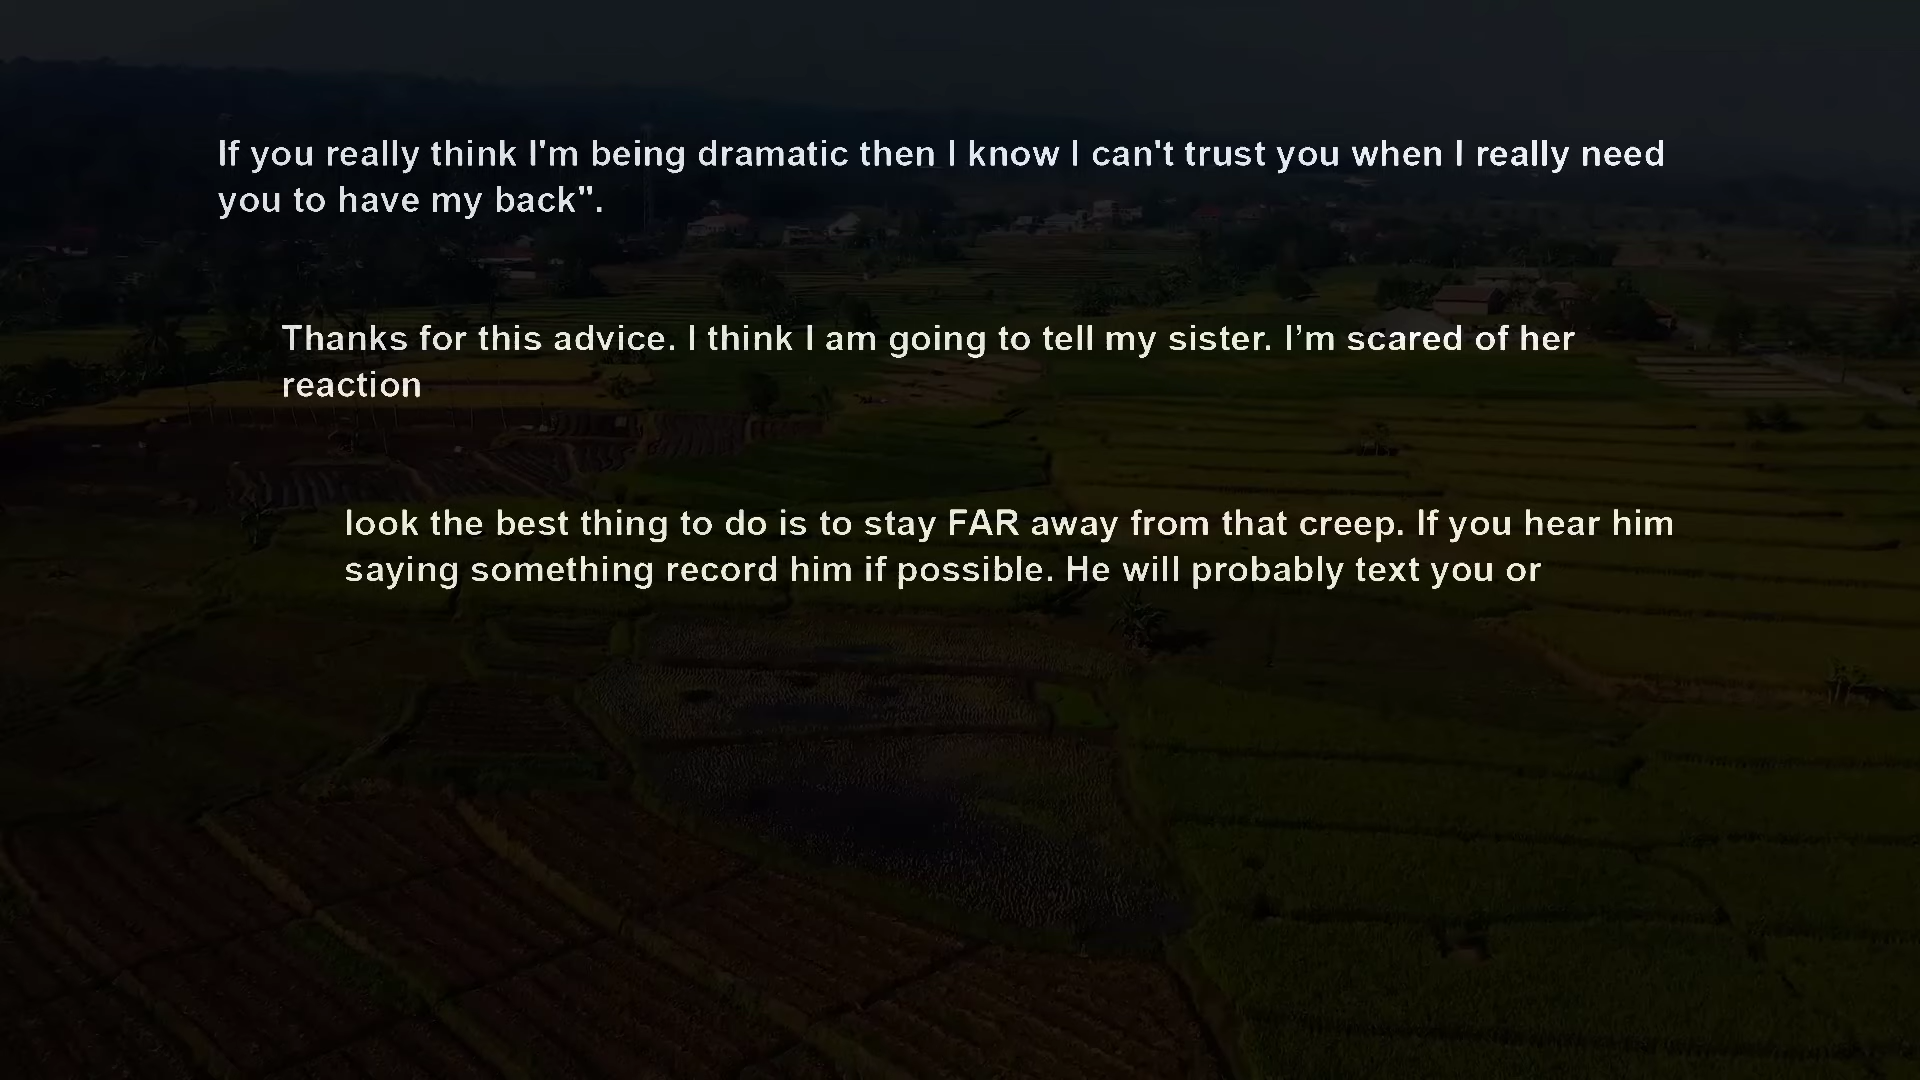 If you really think I'm being dramatic then I know I can't trust you when I really need
you to have my back".
Thanks for this advice. I think I am going to tell my sister. I’m scared of her
reaction
look the best thing to do is to stay FAR away from that creep. If you hear him
saying something record him if possible. He will probably text you or